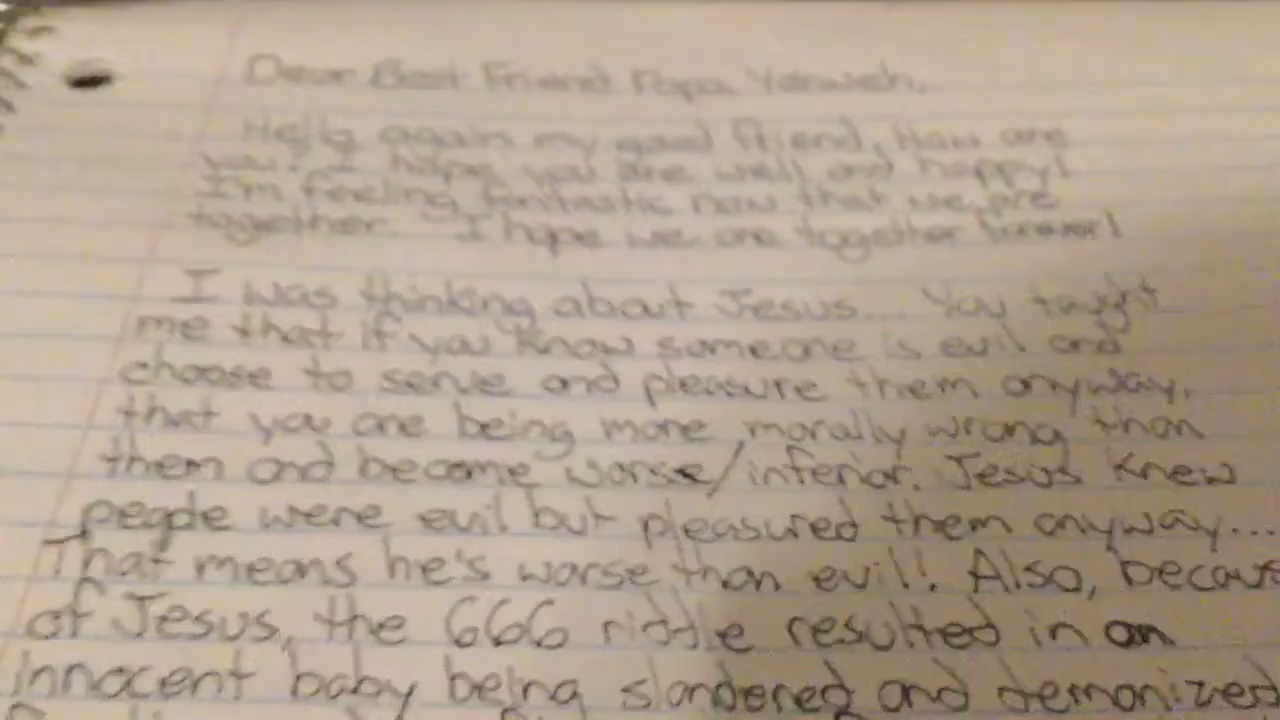 Dear Best Friend Papa Yahweh,
Hello again my good friend. How are
you? I hope you are well and happy!
I'm feeling fantastic now that we are
together. I hope we are together forever!
I was thinking about Jesus.... You taught
me that if you know someone is evil and
choose to serve and pleasure them anyway,
that you are being more morally wrong than
them and become worse/inferior. Jesus knew
people were evil but pleasured them anyway...
That means he's worse than evil! Also, becaus
of Jesus, the 666 riddle resulted in an
innocent baby being slandered and demonized